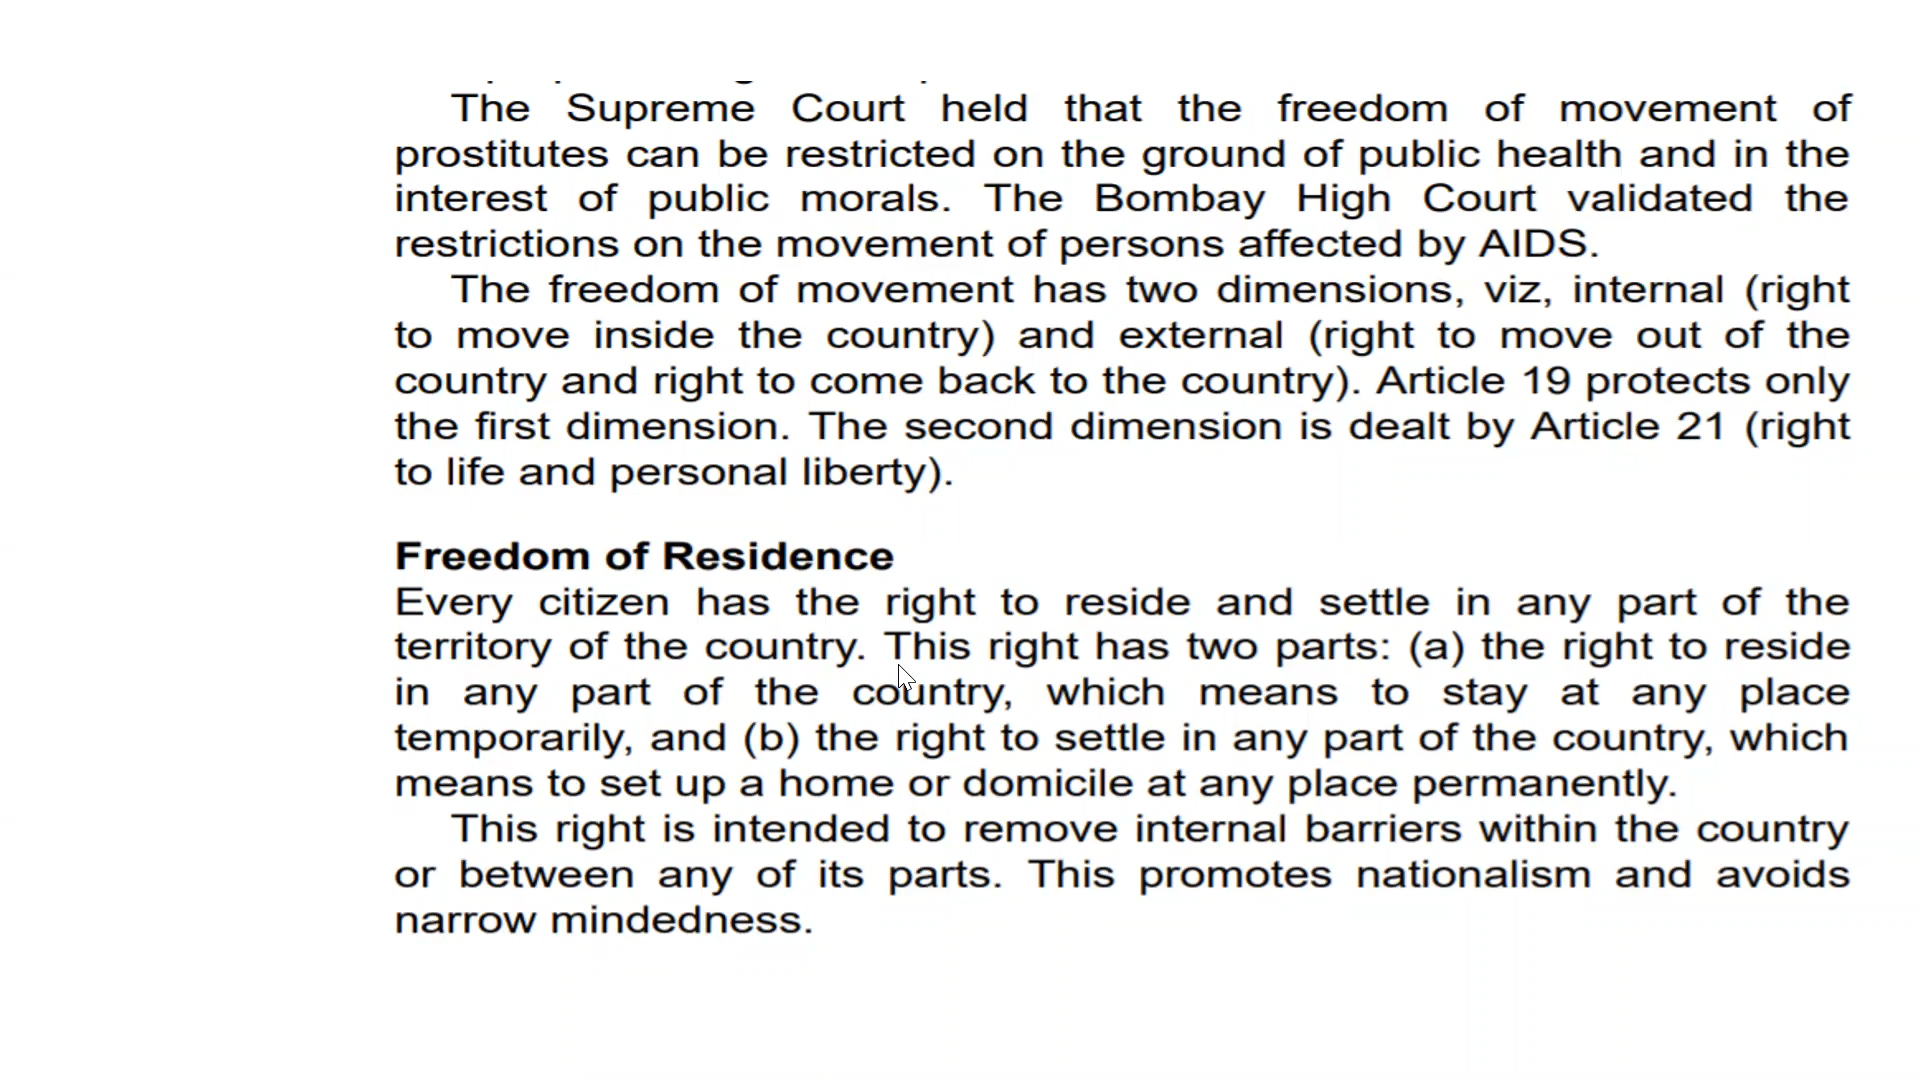 The Supreme Court held that the freedom of movement of
prostitutes can be restricted on the ground of public health and in the
interest of public morals. The Bombay High Court validated the
restrictions on the movement of persons affected by AIDS.
The freedom of movement has two dimensions, viz, internal (right
to move inside the country) and external (right to move out of the
country and right to come back to the country). Article 19 protects only
the first dimension. The second dimension is dealt by Article 21 (right
to life and personal liberty).
Freedom of Residence
Every citizen has the right to reside and settle in any part of the
territory of the country. This right has two parts: (a) the right to reside
in any part of the country, which means to stay at any place
temporarily, and (b) the right to settle in any part of the country, which
means to set up a home or domicile at any place permanently.
This right is intended to remove internal barriers within the country
or between any of its parts. This promotes nationalism and avoids
narrow mindedness.